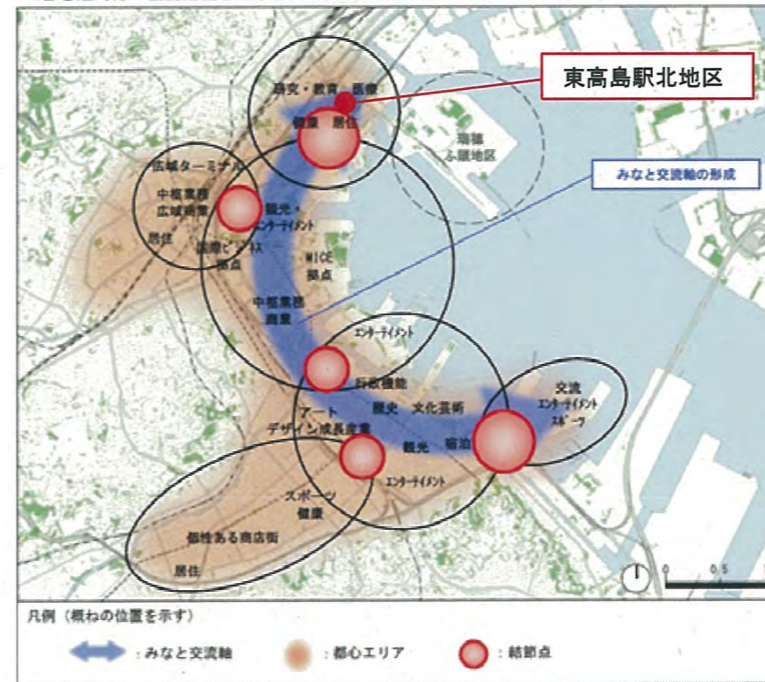 東高島駅北地区
研究・教育 医療
健康 居住
瑞穂
ふ頭地区
みなと交流軸の形成
広域ターミナル
中枢業務
広域商業
居住
観光・
エンターテイメント
国際ビジネス
拠点
MICE
拠点
中枢業務
商業
エンターテイメント
行政機能
歴史 文化芸術
アート
デザイン成長産業
観光 宿泊
エンターテイメント
交流
エンターテイメント
スポーツ
スポーツ
健康
個性ある商店街
居住
0 0.5
凡例(概ねの位置を示す)
:みなと交流軸
:都心エリア
:結節点